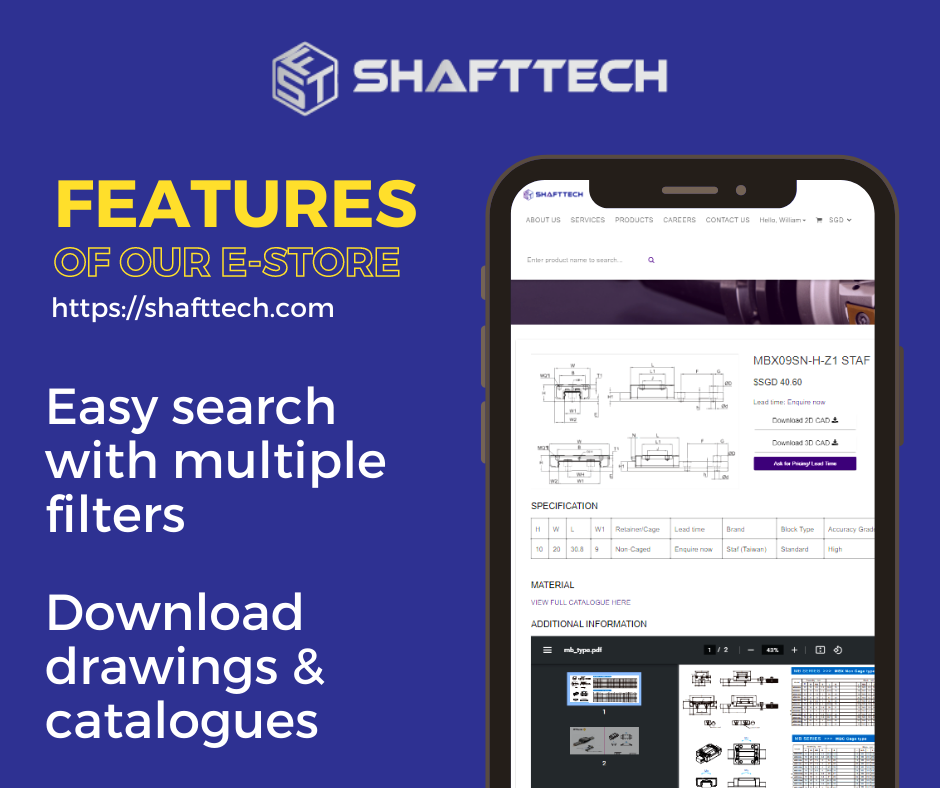 SHAFTTECH
FEATURES
OF OUR E-STORE
https://shafttech.com
Easy search
with multiple
filters
Download
drawings &
catalogues
SHAFTTECH
ABOUT US SERVICES PRODUCTS CAREERS CONTACT US Hello, William SGD
Enter product name to search...
MBX09SN-H-Z1 STAF
S$SGD 40.60
Lead time: Enquire now
Download 2D CAD
Download 3D CAD
Ask for Pricing/ Lead Time
SPECIFICATION
H W L W1 Retainer/Cage Lead time Brand Block Type Accuracy Grad
10 20 30.8 9 Non-Caged Enquire now Staf (Taiwan) Standard High
MATERIAL
VIEW FULL CATALOGUE HERE
ADDITIONAL INFORMATION
mb_type.pdf 1 / 2 43%
1
2